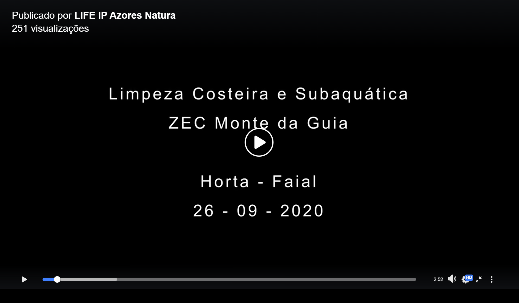 Publicado por LIFE IP Azores Natura
251 visualizações
Limpeza Costeira e Subaquática
ZEC Monte da Guia
Horta - Faial
26 - 09 - 2020